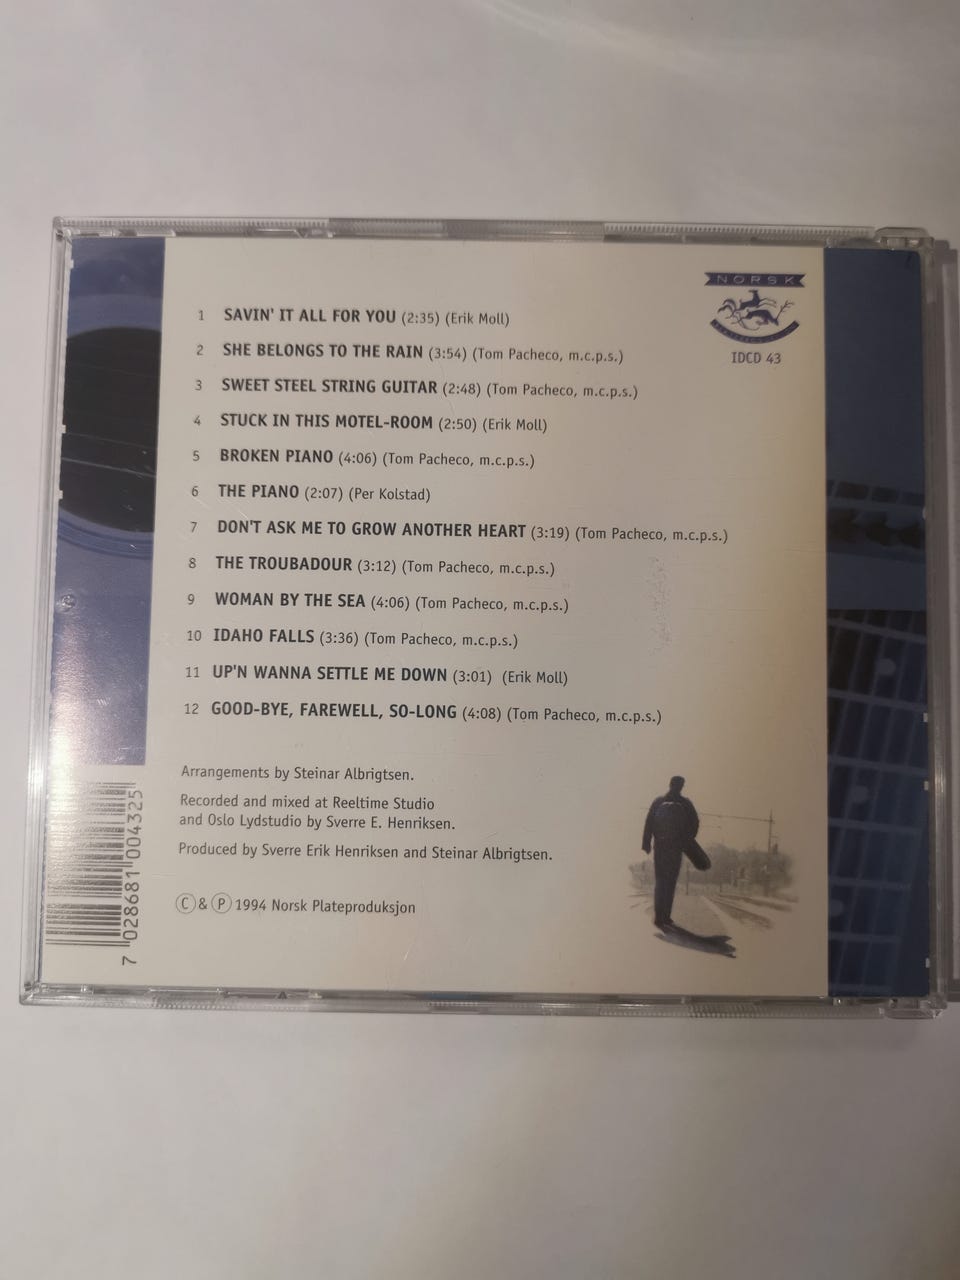 NORSK
IDCD 43
1 SAVIN' IT ALL FOR YOU (2:35) (Erik Moll)
2 SHE BELONGS TO THE RAIN (3:54) (Tom Pacheco, m.c.p.s.)
3 SWEET STEEL STRING GUITAR (2:48) (Tom Pacheco, m.c.p.s.)
4 STUCK IN THIS MOTEL-ROOM (2:50) (Erik Moll)
5 BROKEN PIANO (4:06) (Tom Pacheco, m.c.p.s.)
6 THE PIANO (2:07) (Per Kolstad)
7 DON'T ASK ME TO GROW ANOTHER HEART (3:19) (Tom Pacheco, m.c.p.s.)
8 THE TROUBADOUR (3:12) (Tom Pacheco, m.c.p.s.)
9 WOMAN BY THE SEA (4:06) (Tom Pacheco, m.c.p.s.)
10 IDAHO FALLS (3:36) (Tom Pacheco, m.c.p.s.)
11 UP'N WANNA SETTLE ME DOWN (3:01) (Erik Moll)
12 GOOD-BYE, FAREWELL, SO-LONG (4:08) (Tom Pacheco, m.c.p.s.)
Arrangements by Steinar Albrigtsen.
Recorded and mixed at Reeltime Studio
and Oslo Lydstudio by Sverre E. Henriksen.
Produced by Sverre Erik Henriksen and Steinar Albrigtsen.
Ⓒ & Ⓟ 1994 Norsk Plateproduksjon
7 028681 004325